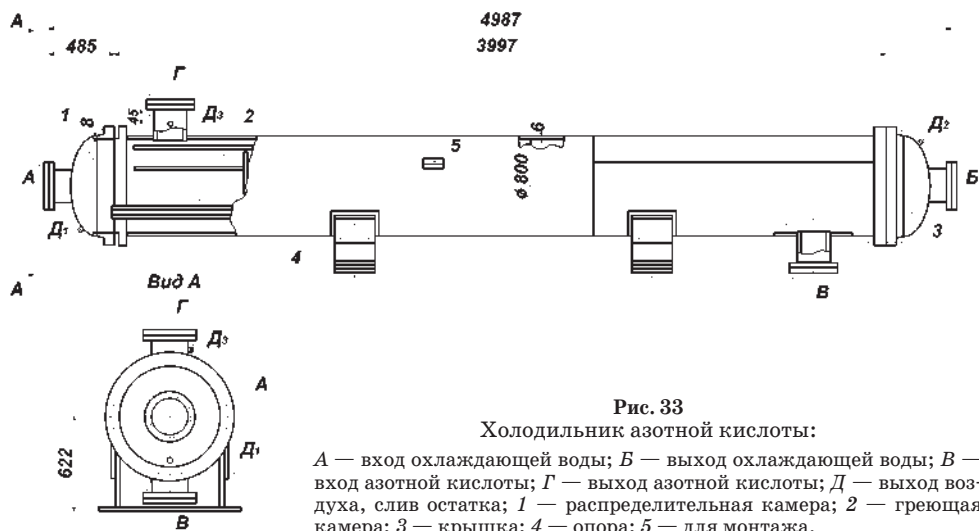 А 4987
485 3997
Г
1 8 45 Д₃ 2 5 6 Д₂
ø 800
А Б
Д₁ 4 3
В
А Вид А
Г
Д₃
А
622
Д₁
В
Рис. 33
Холодильник азотной кислоты:
А — вход охлаждающей воды; Б — выход охлаждающей воды; В —
вход азотной кислоты; Г — выход азотной кислоты; Д — выход воз-
духа, слив остатка; 1 — распределительная камера; 2 — греющая
камера; 3 — крышка; 4 — опора; 5 — для монтажа.